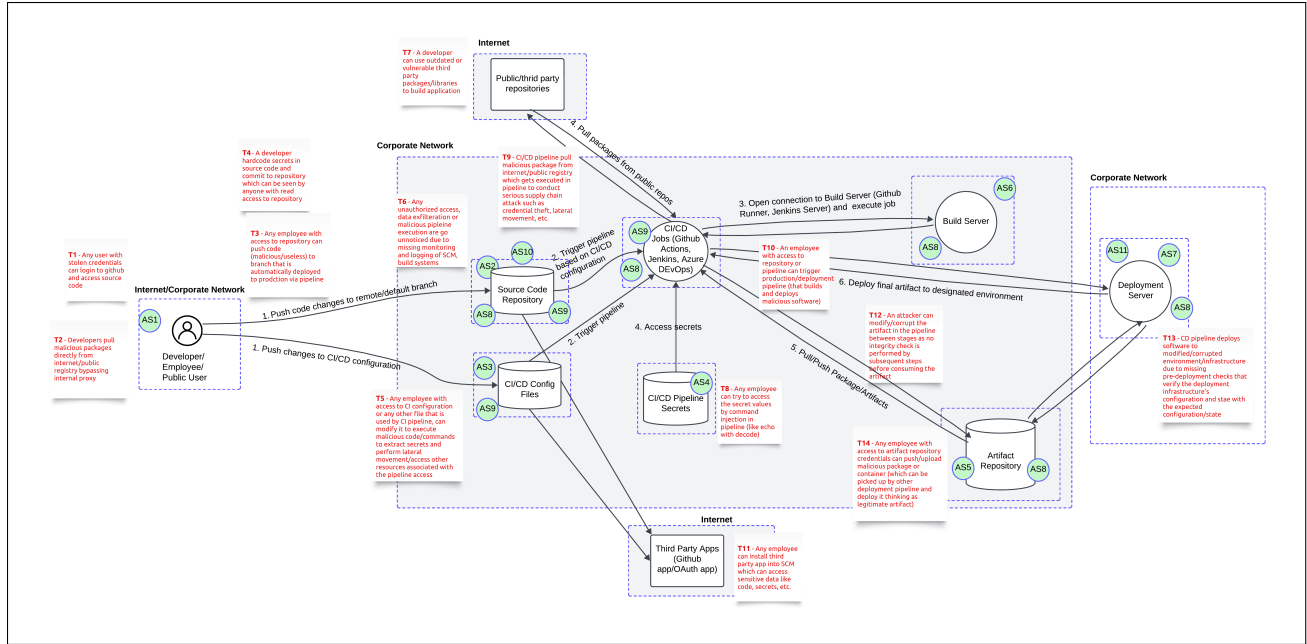 Internet
T7 - A developer
can use outdated or
vulnerable third
party
packages/libraries
to build application
Public/thrid party
repositories
4. Pull packages from public repos
Corporate Network
T4 - A developer
hardcode secrets in
source code and
commit to repository
which can be seen by
anyone with read
access to repository
T9 - CI/CD pipeline pull
malicious package from
internet/public registry
which gets executed in
pipeline to conduct
serious supply chain
attack such as
credential theft, lateral
movement, etc.
T6 - Any
unauthorized access,
data exfilteration or
malicious pipleine
execution are go
unnoticed due to
missing monitoring
and logging of SCM,
build systems
T3 - Any employee with
access to repository can
push code
(malicious/useless) to
branch that is
automatically deployed
to prodction via pipeline
T1 - Any user with
stolen credentials
can login to github
and access source
code
Internet/Corporate Network
AS1
Developer/
Employee/
Public User
T2 - Developers pull
malicious packages
directly from
internet/public
registry bypassing
internal proxy
1. Push code changes to remote/default branch
1. Push changes to CI/CD configuration
AS10
AS2
Source Code
Repository
AS8
AS9
2. Trigger pipeline
based on CI/CD
configuration
2. Trigger pipeline
AS3
CI/CD Config
Files
AS9
T5 - Any employee with
access to CI configuration
or any other file that is
used by CI pipeline, can
modify it to execute
malicious code/commands
to extract secrets and
perform lateral
movement/access other
resources associated with
the pipeline access
AS9
CI/CD
Jobs (Github
Actions,
Jenkins, Azure
DEvOps)
AS8
3. Open connection to Build Server (Github
Runner, Jenkins Server) and execute job
AS6
Build Server
AS8
T10 - An employee
with access to
repository or
pipeline can trigger
production/deployment
pipeline (that builds
and deploys
malicious software)
6. Deploy final artifact to designated environment
4. Access secrets
AS4
CI/CD Pipeline
Secrets
T8 - Any employee
can try to access
the secret values by
command
injection in
pipeline (like echo
with decode)
T12 - An attacker can
modify/corrupt the
artifact in the pipeline
between stages as no
integrity check is
performed by
subsequent steps
before consuming the
artifact
5. Pull/Push Package/Artifacts
T14 - Any employee with
access to artifact repository
credentials can push/upload
malicious package or
container (which can be
picked up by other
deployment pipeline and
deploy it thinking as
legitimate artifact)
Artifact
Repository
AS5
AS8
Corporate Network
AS11
AS7
Deployment
Server
AS8
T13 - CD pipeline deploys
software to
modified/corrupted
environment/infrastructure
due to missing
pre-deployment checks that
verify the deployment
infrastructure's
configuration and stae with
the expected
configuration/state
Internet
Third Party Apps
(Github
app/OAuth app)
T11 - Any employee
can install third
party app into SCM
which can access
sensitive data like
code, secrets, etc.